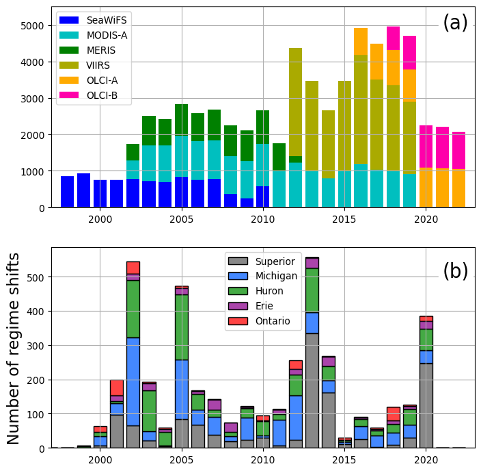 (a)
SeaWiFS
MODIS-A
MERIS
VIIRS
OLCI-A
OLCI-B
5000
4000
3000
2000
1000
0
2000 2005 2010 2015 2020
(b)
Superior
Michigan
Huron
Erie
Ontario
Number of regime shifts
500
400
300
200
100
0
2000 2005 2010 2015 2020